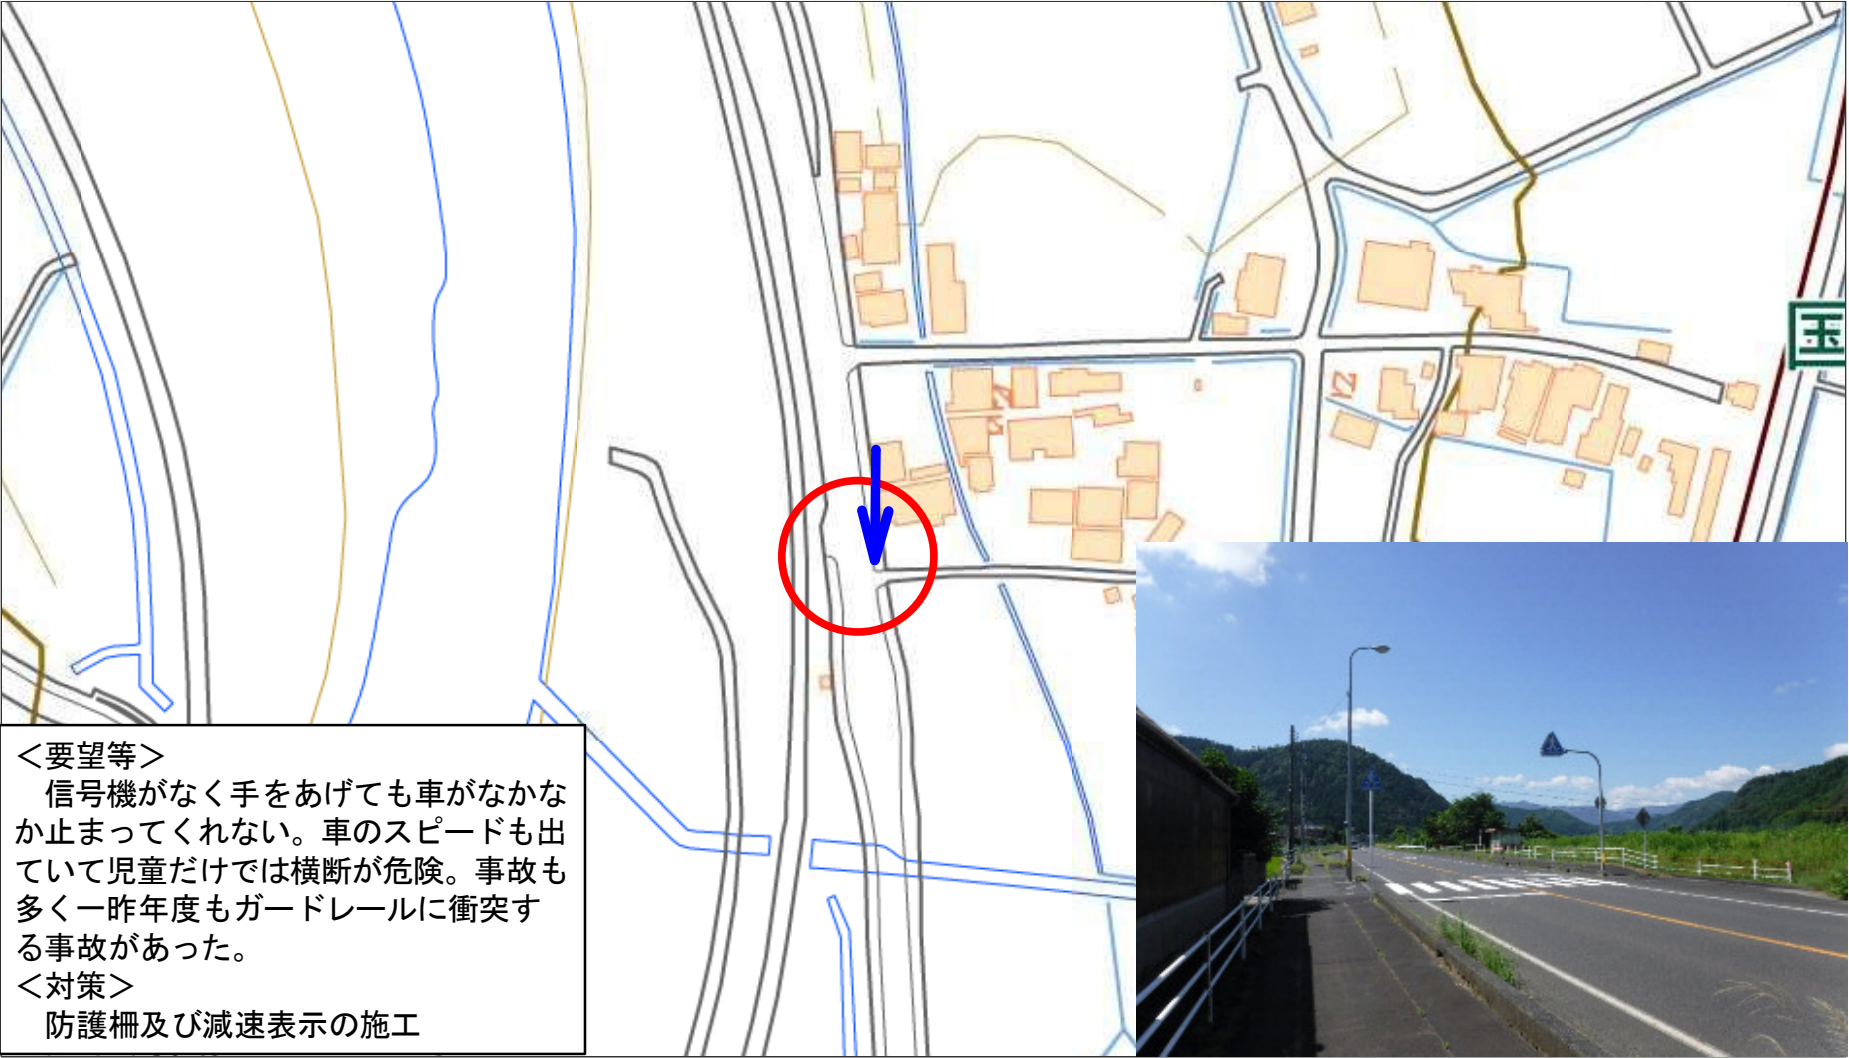 国
＜要望等＞
　信号機がなく手をあげても車がなかな
か止まってくれない。車のスピードも出
ていて児童だけでは横断が危険。事故も
多く一昨年度もガードレールに衝突す
る事故があった。
＜対策＞
　防護柵及び減速表示の施工